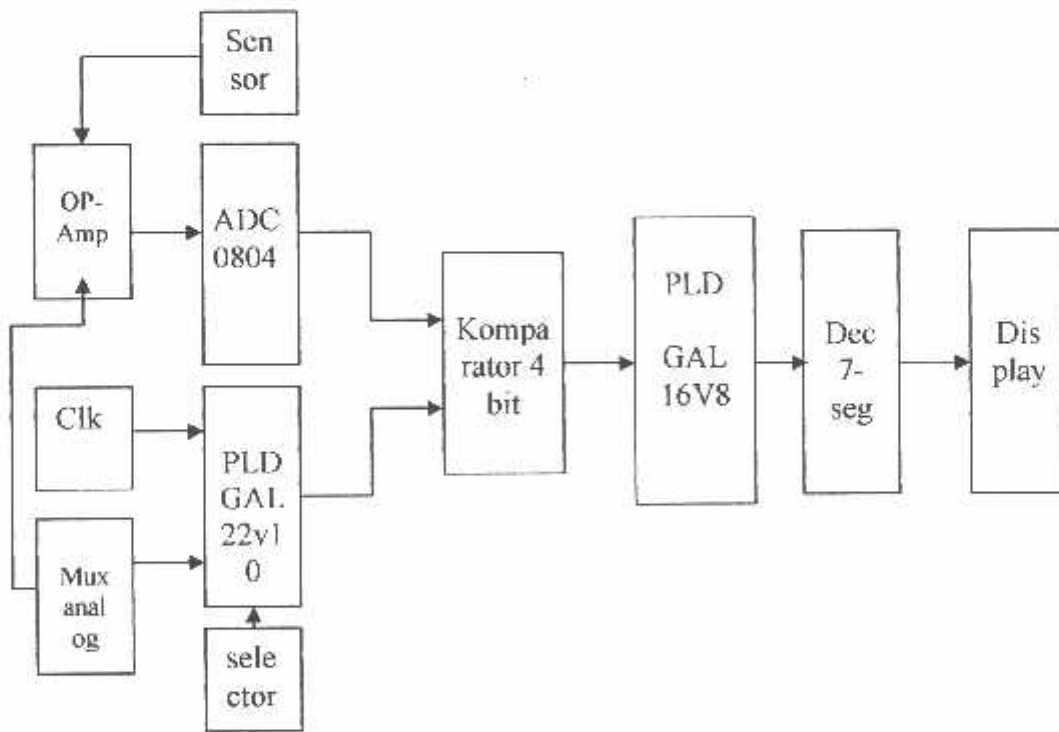 Sen
sor
OP-
Amp
ADC
0804
Clk
PLD
GAL
22v1
0
Mux
anal
og
sele
ctor
Kompa
rator 4
bit
PLD
GAL
16V8
Dec
7-
seg
Dis
play